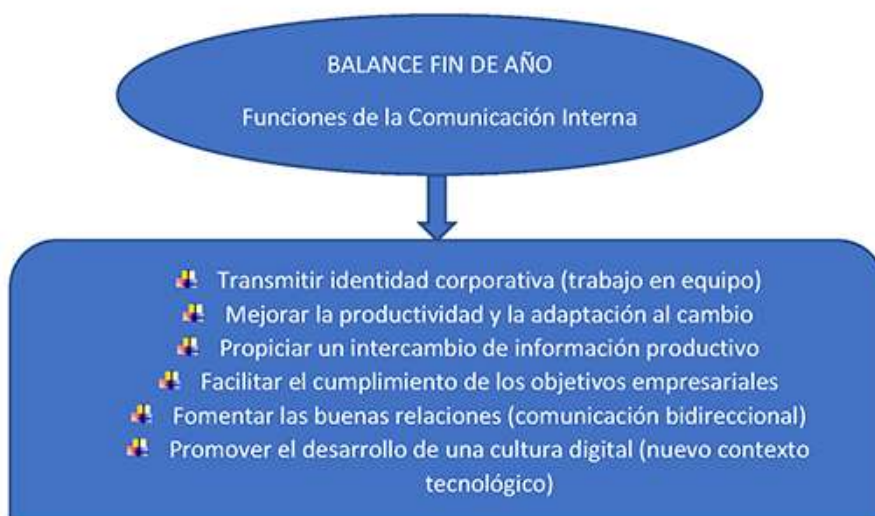 BALANCE FIN DE AÑO
Funciones de la Comunicación Interna
Transmitir identidad corporativa (trabajo en equipo)
Mejorar la productividad y la adaptación al cambio
Propiciar un intercambio de información productivo
Facilitar el cumplimiento de los objetivos empresariales
Fomentar las buenas relaciones (comunicación bidireccional)
Promover el desarrollo de una cultura digital (nuevo contexto
tecnológico)